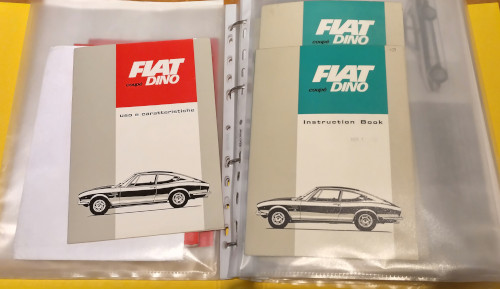 FIAT
coupé DINO
uso e caratteristiche
FIAT
coupé DINO
FIAT
coupé DINO
Instruction Book